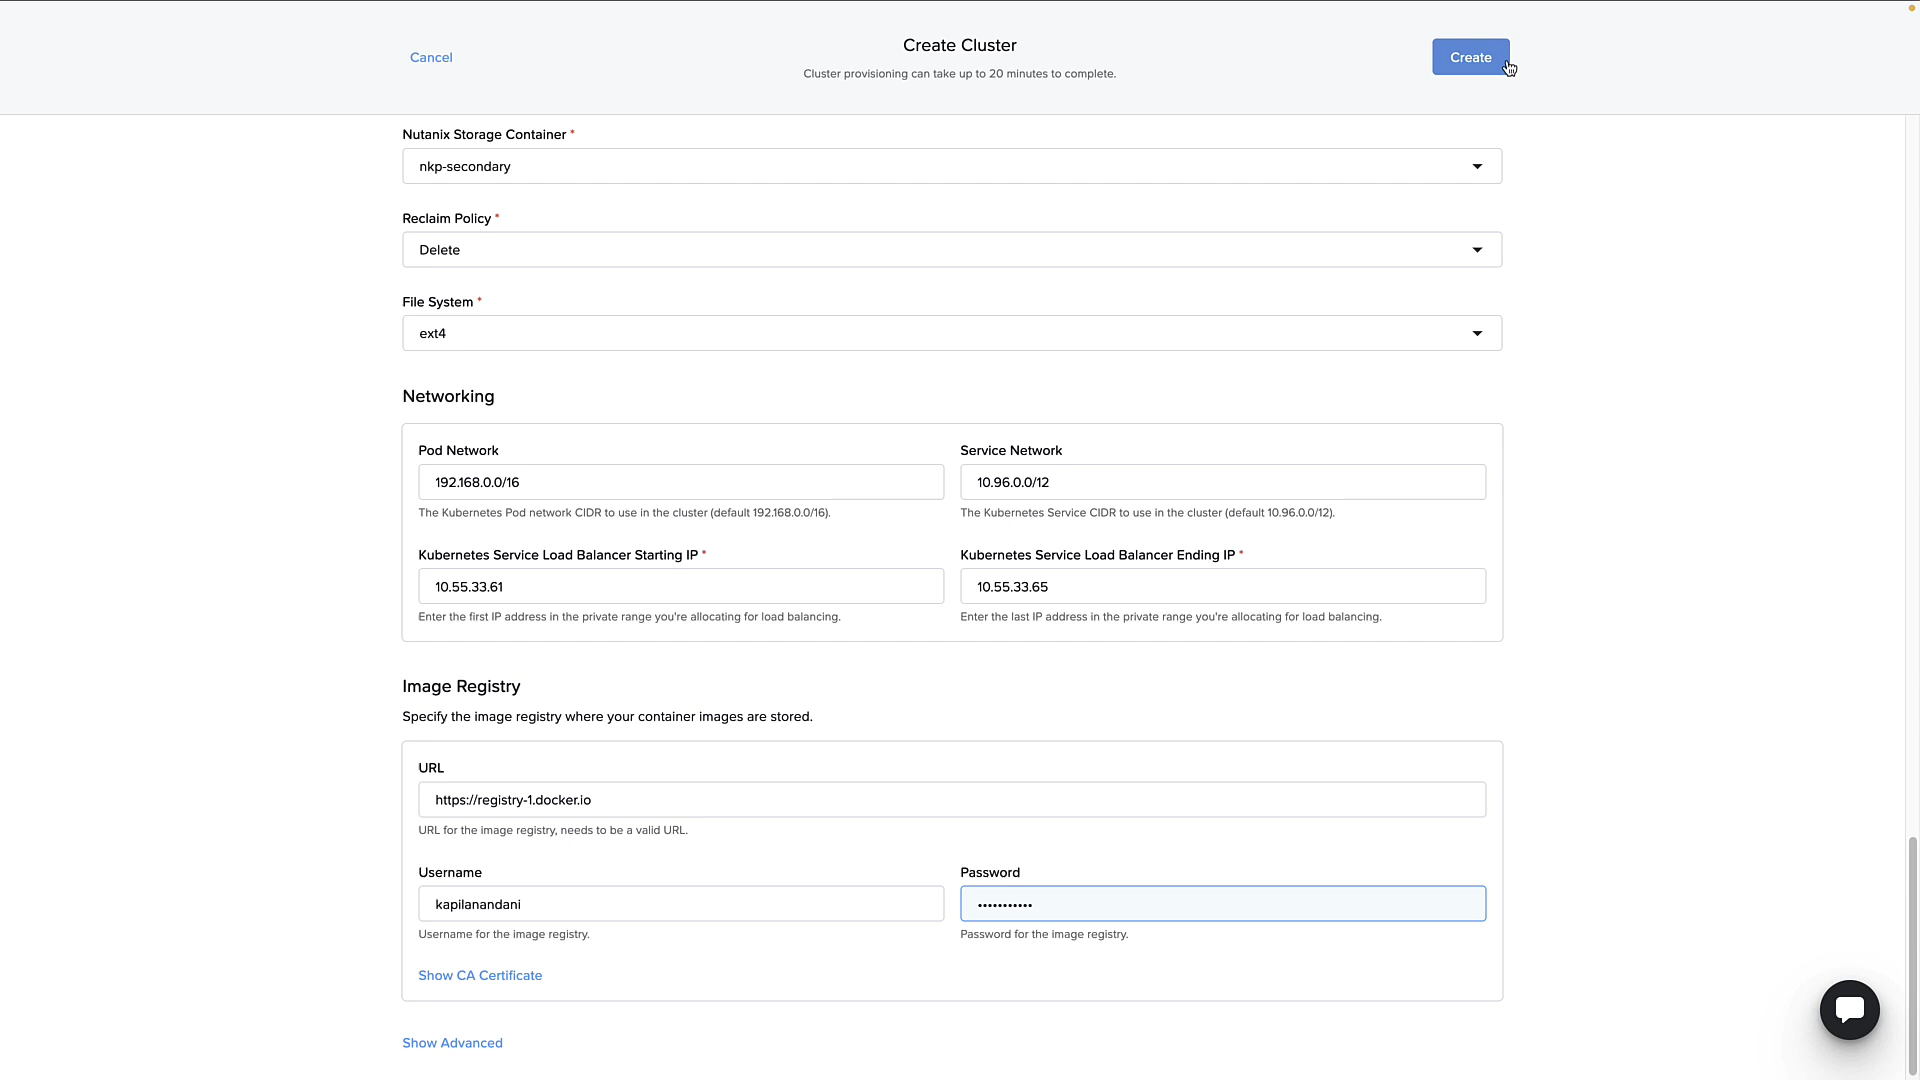 Cancel
Create Cluster
Cluster provisioning can take up to 20 minutes to complete.
Create
Nutanix Storage Container *
nkp-secondary
Reclaim Policy *
Delete
File System *
ext4
Networking
Pod Network
Service Network
192.168.0.0/16
10.96.0.0/12
The Kubernetes Pod network CIDR to use in the cluster (default 192.168.0.0/16).
The Kubernetes Service CIDR to use in the cluster (default 10.96.0.0/12).
Kubernetes Service Load Balancer Starting IP *
Kubernetes Service Load Balancer Ending IP *
10.55.33.61
10.55.33.65
Enter the first IP address in the private range you're allocating for load balancing.
Enter the last IP address in the private range you're allocating for load balancing.
Image Registry
Specify the image registry where your container images are stored.
URL
https://registry-1.docker.io
URL for the image registry, needs to be a valid URL.
Username
Password
kapilanandani
•••••••••••
Username for the image registry.
Password for the image registry.
Show CA Certificate
Show Advanced